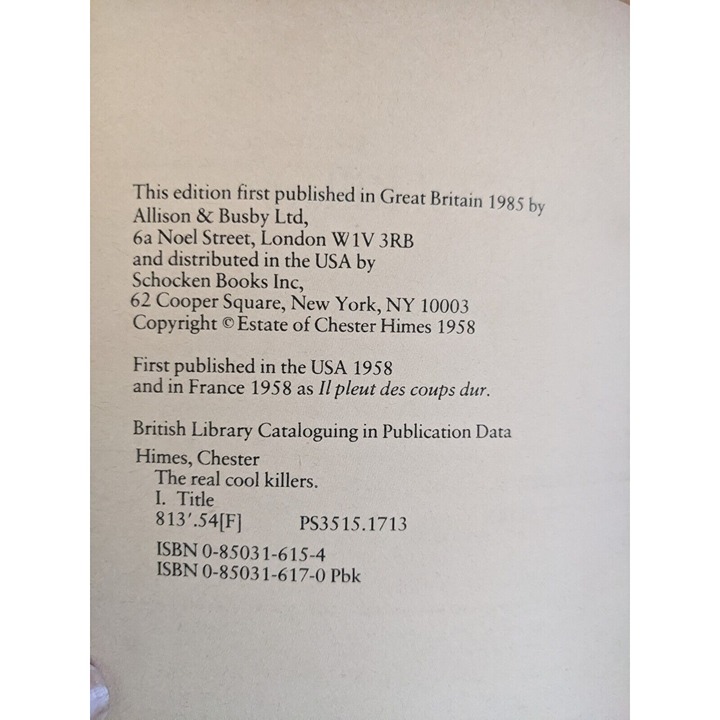 This edition first published in Great Britain 1985 by
Allison & Busby Ltd,
6a Noel Street, London W1V 3RB
and distributed in the USA by
Schocken Books Inc,
62 Cooper Square, New York, NY 10003
Copyright © Estate of Chester Himes 1958
First published in the USA 1958
and in France 1958 as Il pleut des coups dur.
British Library Cataloguing in Publication Data
Himes, Chester
The real cool killers.
I. Title
813'.54[F] PS3515.1713
ISBN 0-85031-615-4
ISBN 0-85031-617-0 Pbk